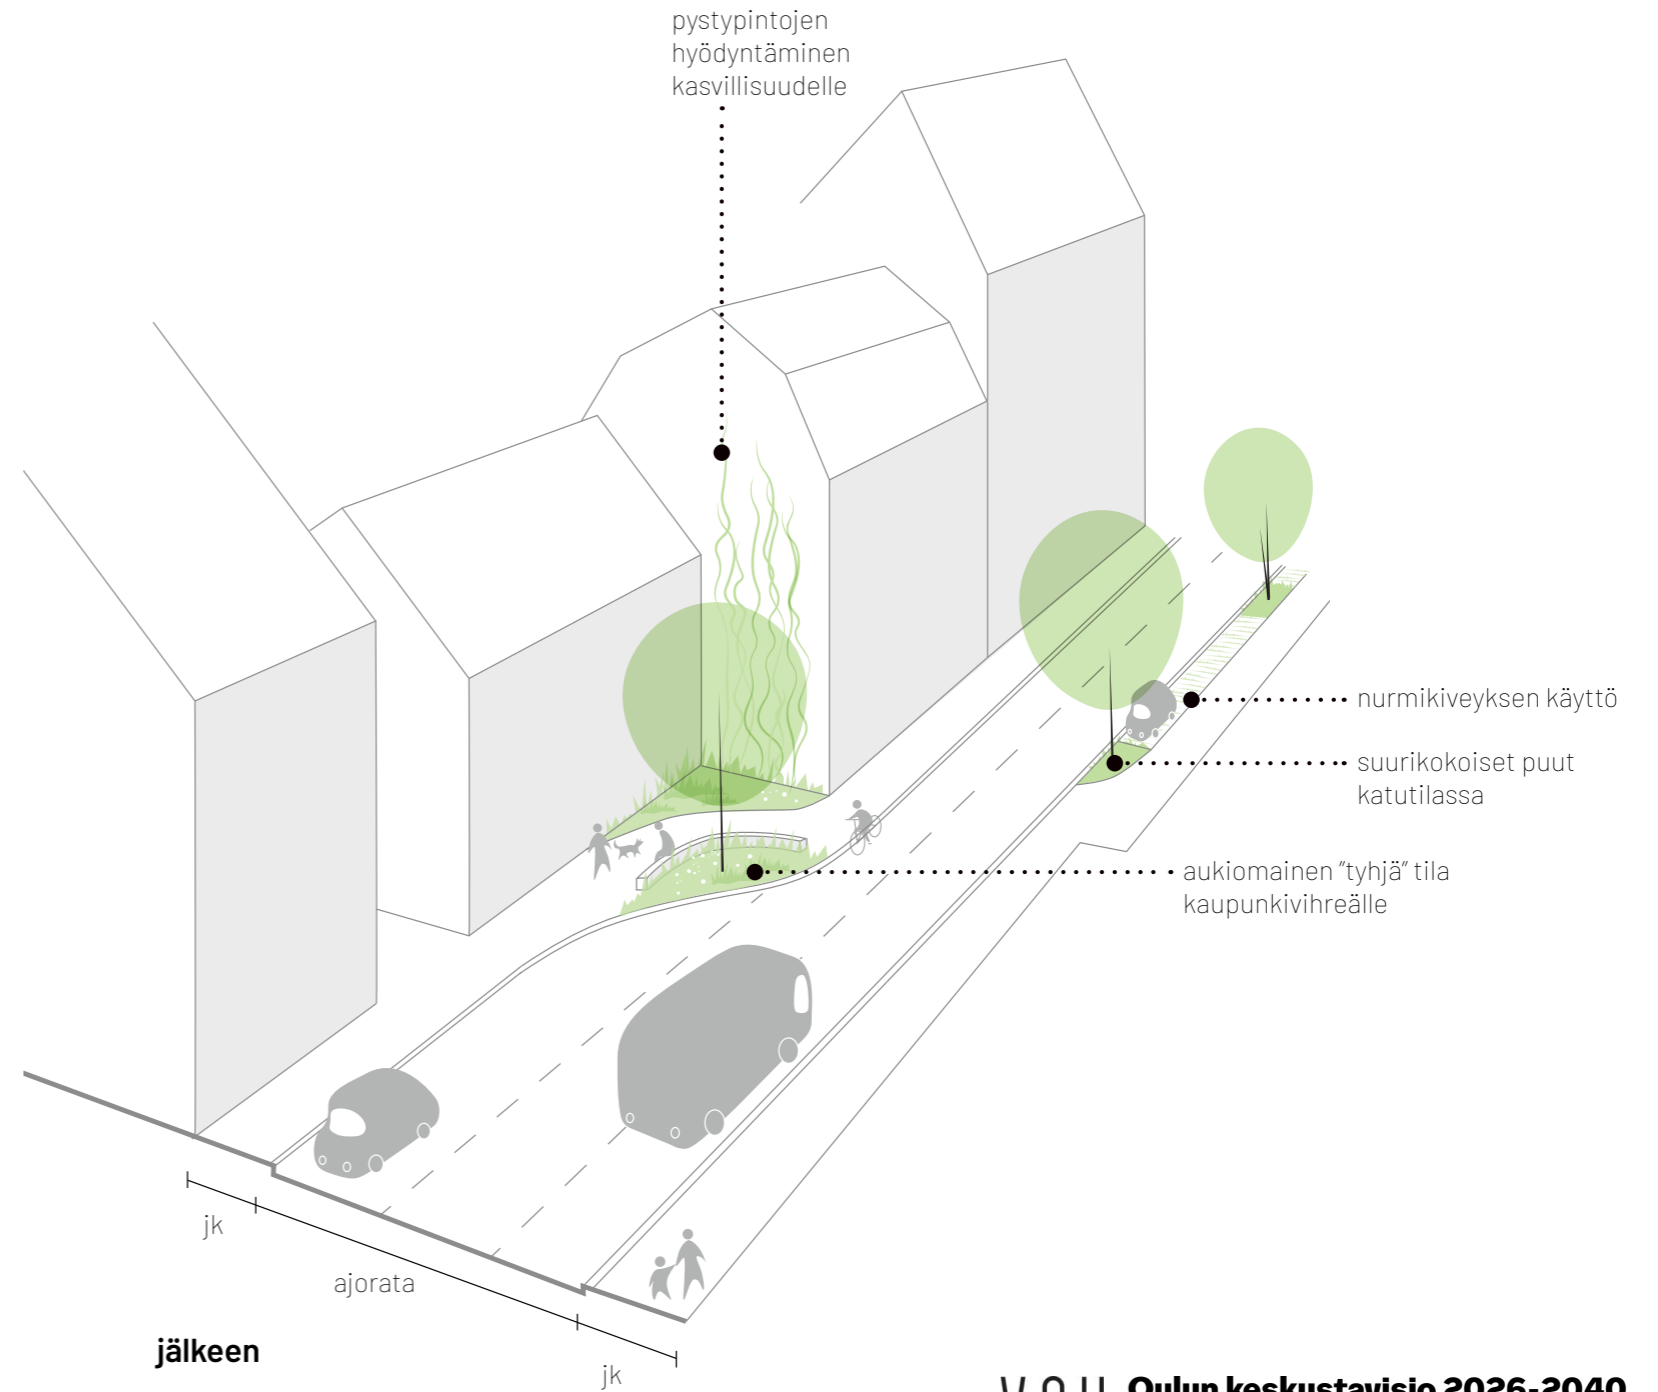 pystypintojen
hyödyntäminen
kasvillisuudelle
nurmikiveyksen käyttö
suurikokoiset puut
katutilassa
aukiomainen ”tyhjä” tila
kaupunkivihreälle
jk
ajorata
jk
jälkeen
Oulun keskustavisio 2026-2040